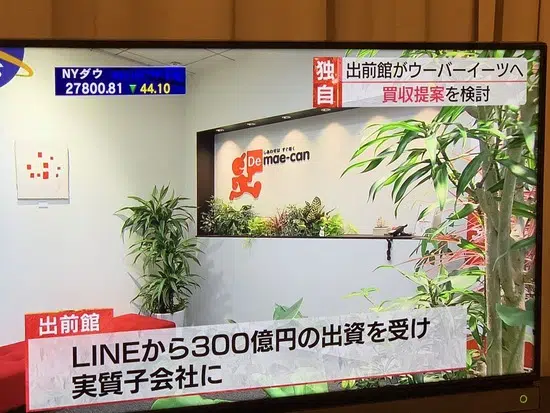 NYダウ
27800.81 ▼44.10
独自
出前館がウーバーイーツへ
買収提案を検討
De mae-can
出前館
LINEから300億円の出資を受け
実質子会社に